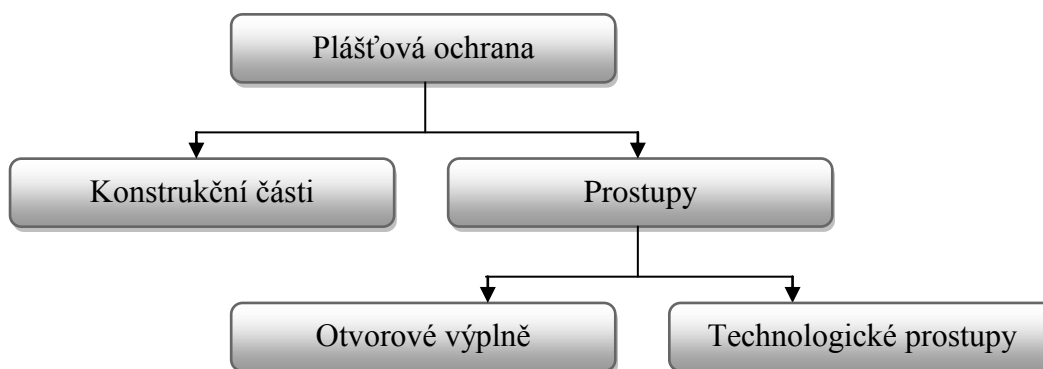 Plášťová ochrana
Konstrukční části
Prostupy
Otvorové výplně
Technologické prostupy